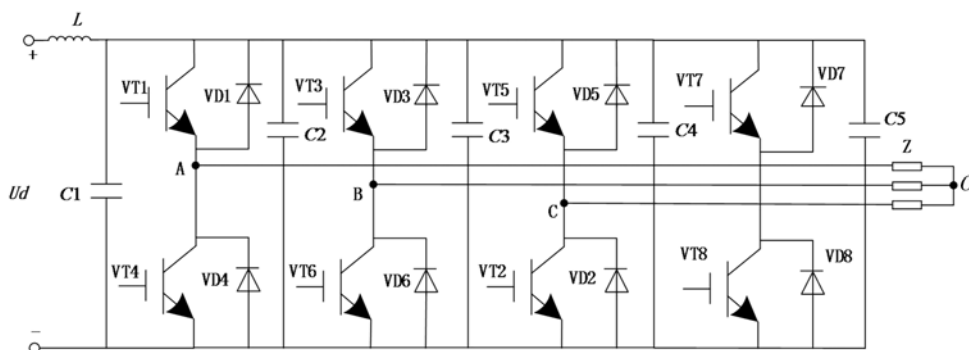 L
+
VT1
VD1
C2
VT3
VD3
C3
VT5
VD5
C4
VT7
VD7
C5
A
Z
Ud
C1
B
C
VT4
VD4
VT6
VD6
VT2
VD2
VT8
VD8
−